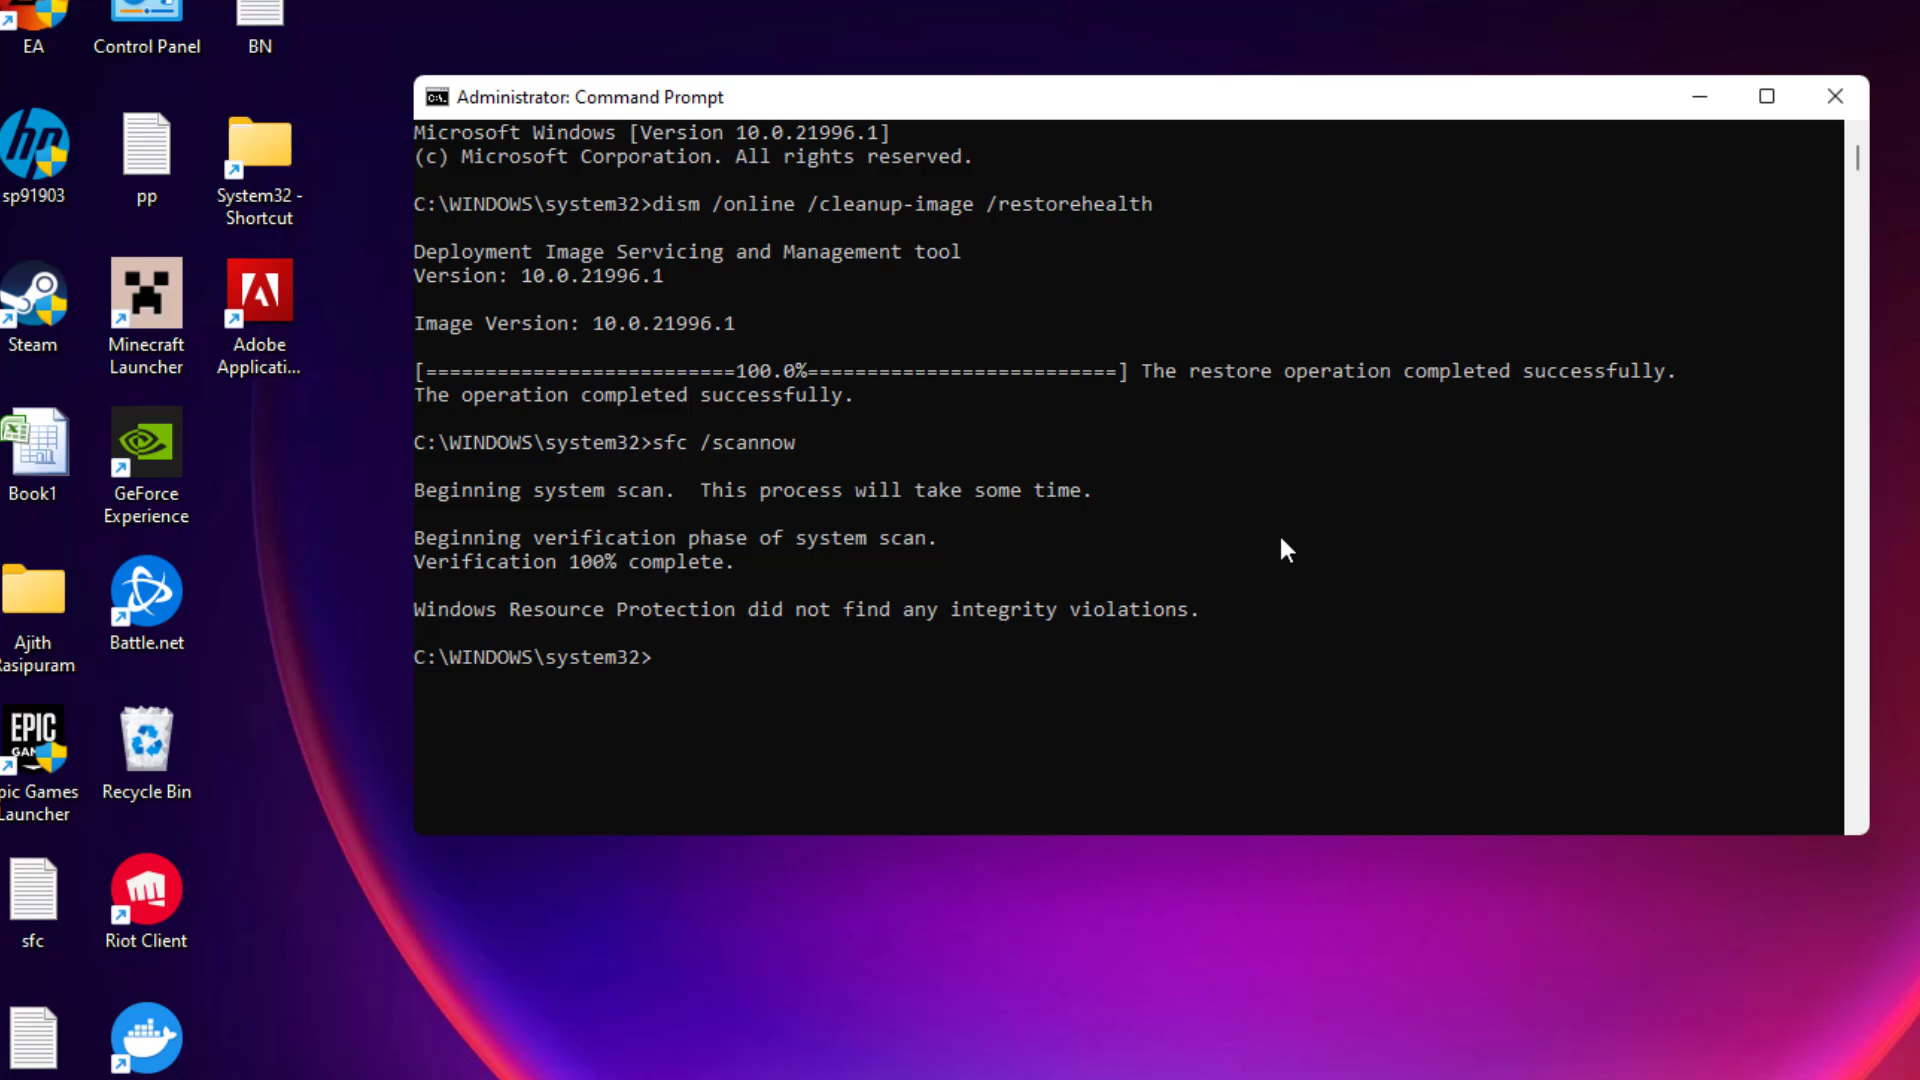 EA
Control Panel
BN
sp91903
pp
System32 -
Shortcut
Steam
Minecraft
Launcher
Adobe
Applicati...
Book1
GeForce
Experience
Ajith
Rasipuram
Battle.net
EPIC
GAMES
Epic Games
Launcher
Recycle Bin
sfc
Riot Client
Administrator: Command Prompt
Microsoft Windows [Version 10.0.21996.1]
(c) Microsoft Corporation. All rights reserved.
C:\WINDOWS\system32>dism /online /cleanup-image /restorehealth
Deployment Image Servicing and Management tool
Version: 10.0.21996.1
Image Version: 10.0.21996.1
[==========================100.0%==========================] The restore operation completed successfully.
The operation completed successfully.
C:\WINDOWS\system32>sfc /scannow
Beginning system scan.  This process will take some time.
Beginning verification phase of system scan.
Verification 100% complete.
Windows Resource Protection did not find any integrity violations.
C:\WINDOWS\system32>